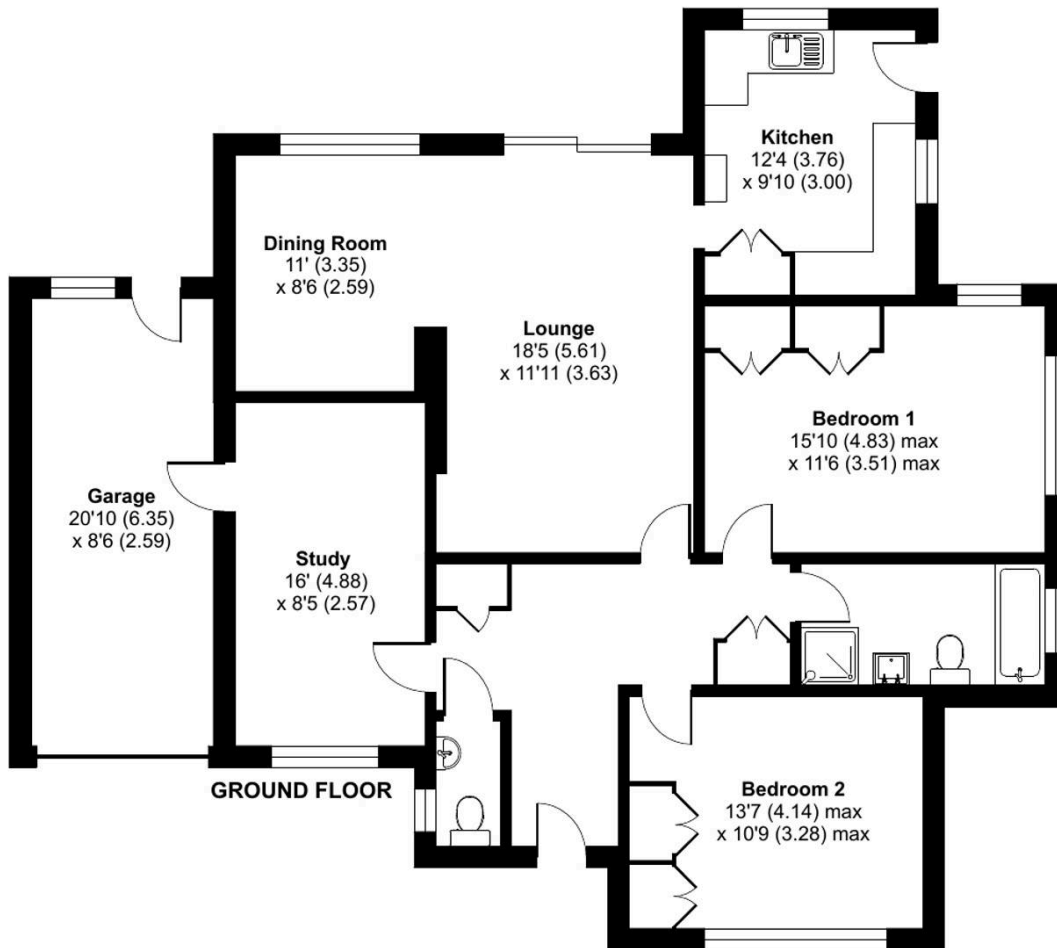 Kitchen
12'4 (3.76)
x 9'10 (3.00)
Dining Room
11' (3.35)
x 8'6 (2.59)
Lounge
18'5 (5.61)
x 11'11 (3.63)
Bedroom 1
15'10 (4.83) max
x 11'6 (3.51) max
Garage
20'10 (6.35)
x 8'6 (2.59)
Study
16' (4.88)
x 8'5 (2.57)
GROUND FLOOR
Bedroom 2
13'7 (4.14) max
x 10'9 (3.28) max